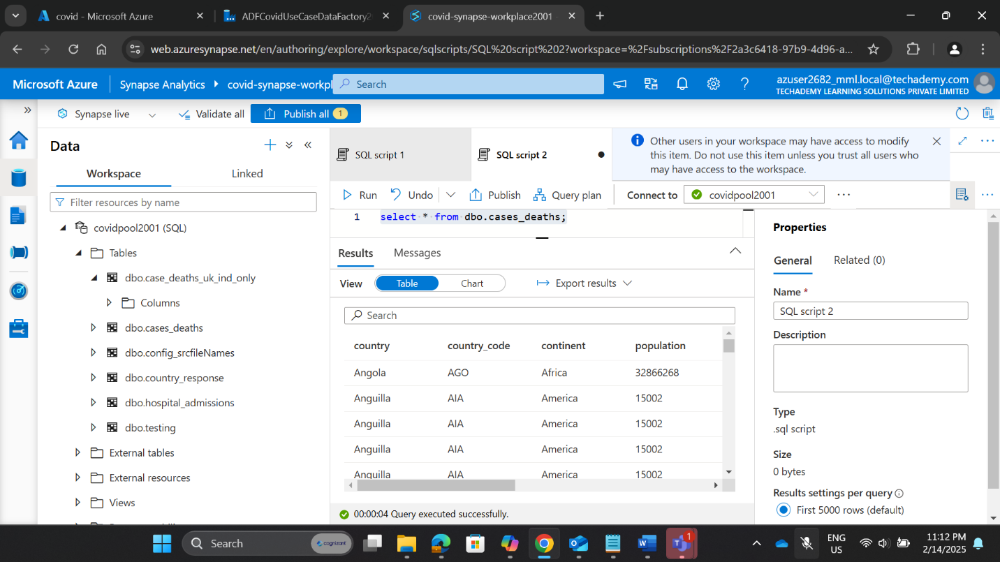 covid - Microsoft Azure
ADFCovidUseCaseDataFactory2
covid-synapse-workplace2001 -
web.azuresynapse.net/en/authoring/explore/workspace/sqlscripts/SQL%20script%202?workspace=%2Fsubscriptions%2F2a3c6418-97b9-4d96-a...
Microsoft Azure
Synapse Analytics
covid-synapse-workpl
Search
azuser2682_mml.local@techademy.com
TECHADEMY LEARNING SOLUTIONS PRIVATE LIMITED
Synapse live
Validate all
Publish all 1
Data
Workspace
Linked
Filter resources by name
covidpool2001 (SQL)
Tables
dbo.case_deaths_uk_ind_only
Columns
dbo.cases_deaths
dbo.config_srcfileNames
dbo.country_response
dbo.hospital_admissions
dbo.testing
External tables
External resources
Views
SQL script 1
SQL script 2
Other users in your workspace may have access to modify
this item. Do not use this item unless you trust all users who
may have access to the workspace.
Run
Undo
Publish
Query plan
Connect to
covidpool2001
1 select * from dbo.cases_deaths;
Results
Messages
View
Table
Chart
Export results
Search
country country_code continent population
Angola AGO Africa 32866268
Anguilla AIA America 15002
Anguilla AIA America 15002
Anguilla AIA America 15002
Anguilla AIA America 15002
00:00:04 Query executed successfully.
Properties
General
Related (0)
Name *
SQL script 2
Description
Type
.sql script
Size
0 bytes
Results settings per query
First 5000 rows (default)
Search
cognizant
1
ENG
US
11:12 PM
2/14/2025